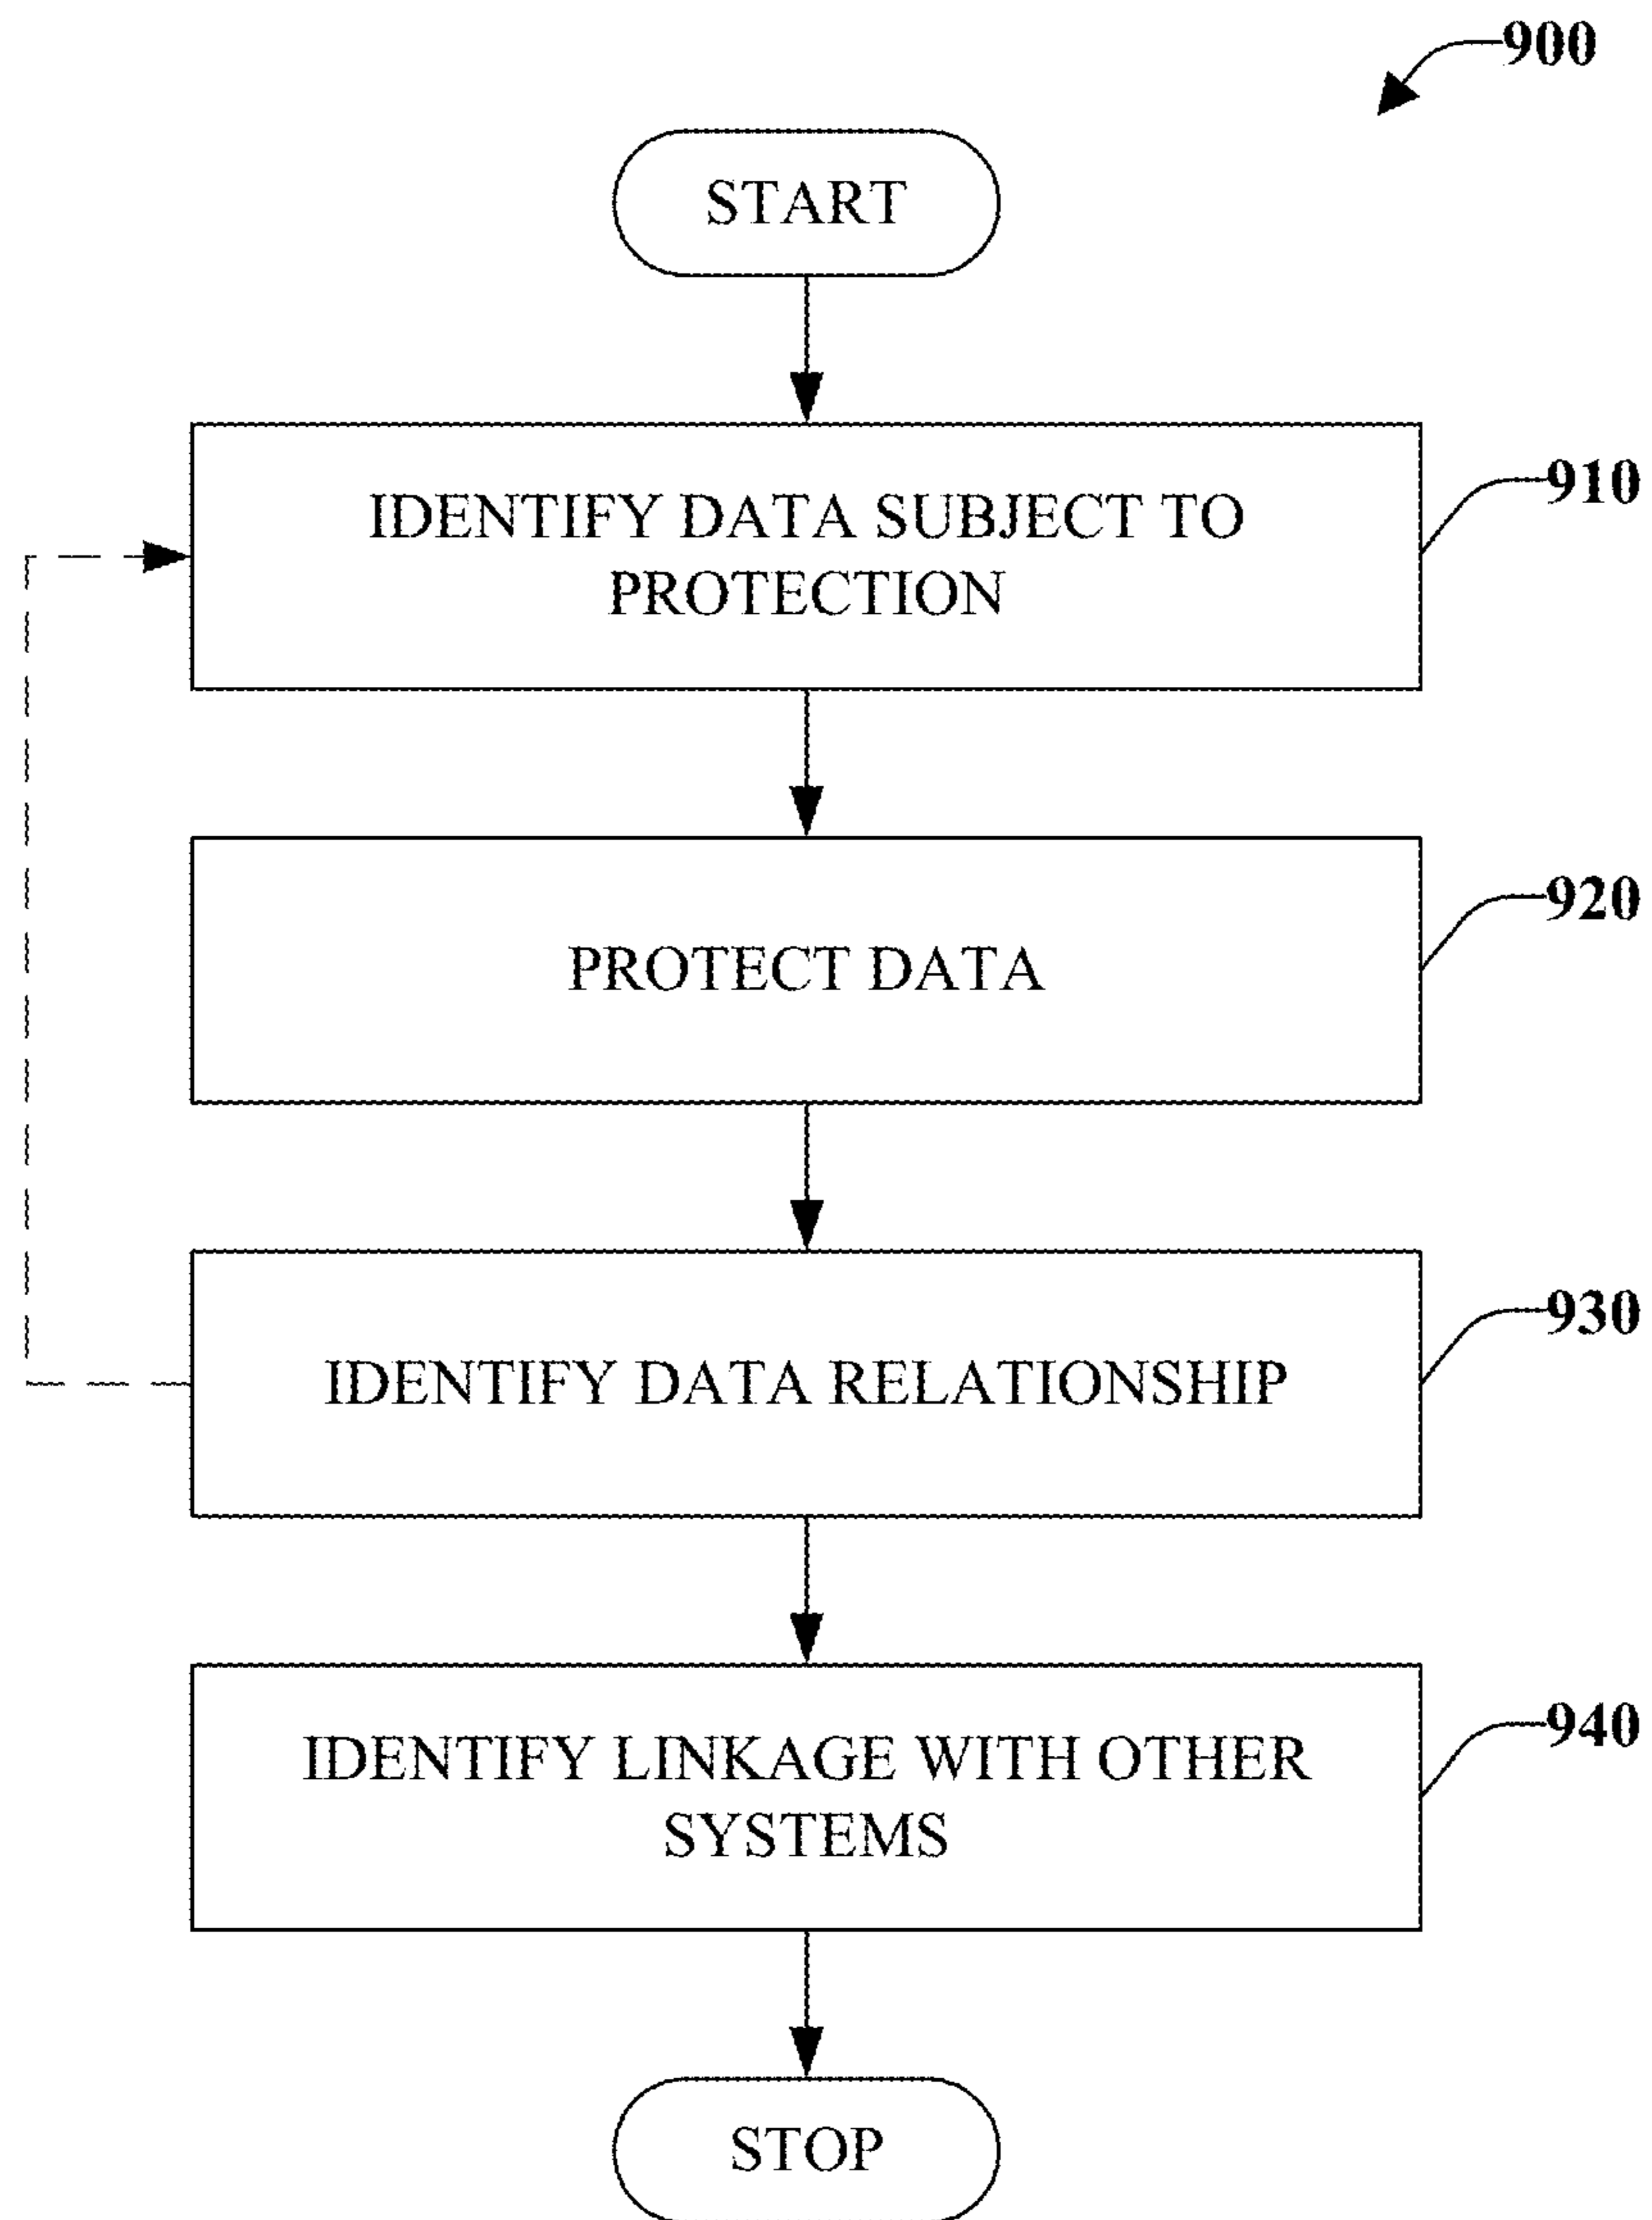 900
START
IDENTIFY DATA SUBJECT TO
PROTECTION
910
PROTECT DATA
920
IDENTIFY DATA RELATIONSHIP
930
IDENTIFY LINKAGE WITH OTHER
SYSTEMS
940
STOP